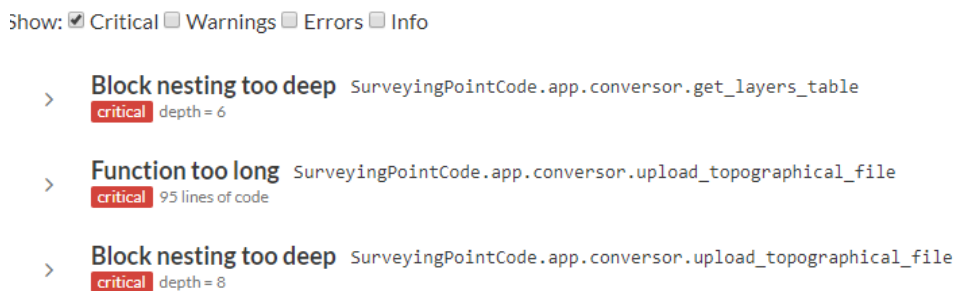 Show: Critical Warnings Errors Info
Block nesting too deep SurveyingPointCode.app.conversor.get_layers_table
critical depth = 6
Function too long SurveyingPointCode.app.conversor.upload_topographical_file
critical 95 lines of code
Block nesting too deep SurveyingPointCode.app.conversor.upload_topographical_file
critical depth = 8